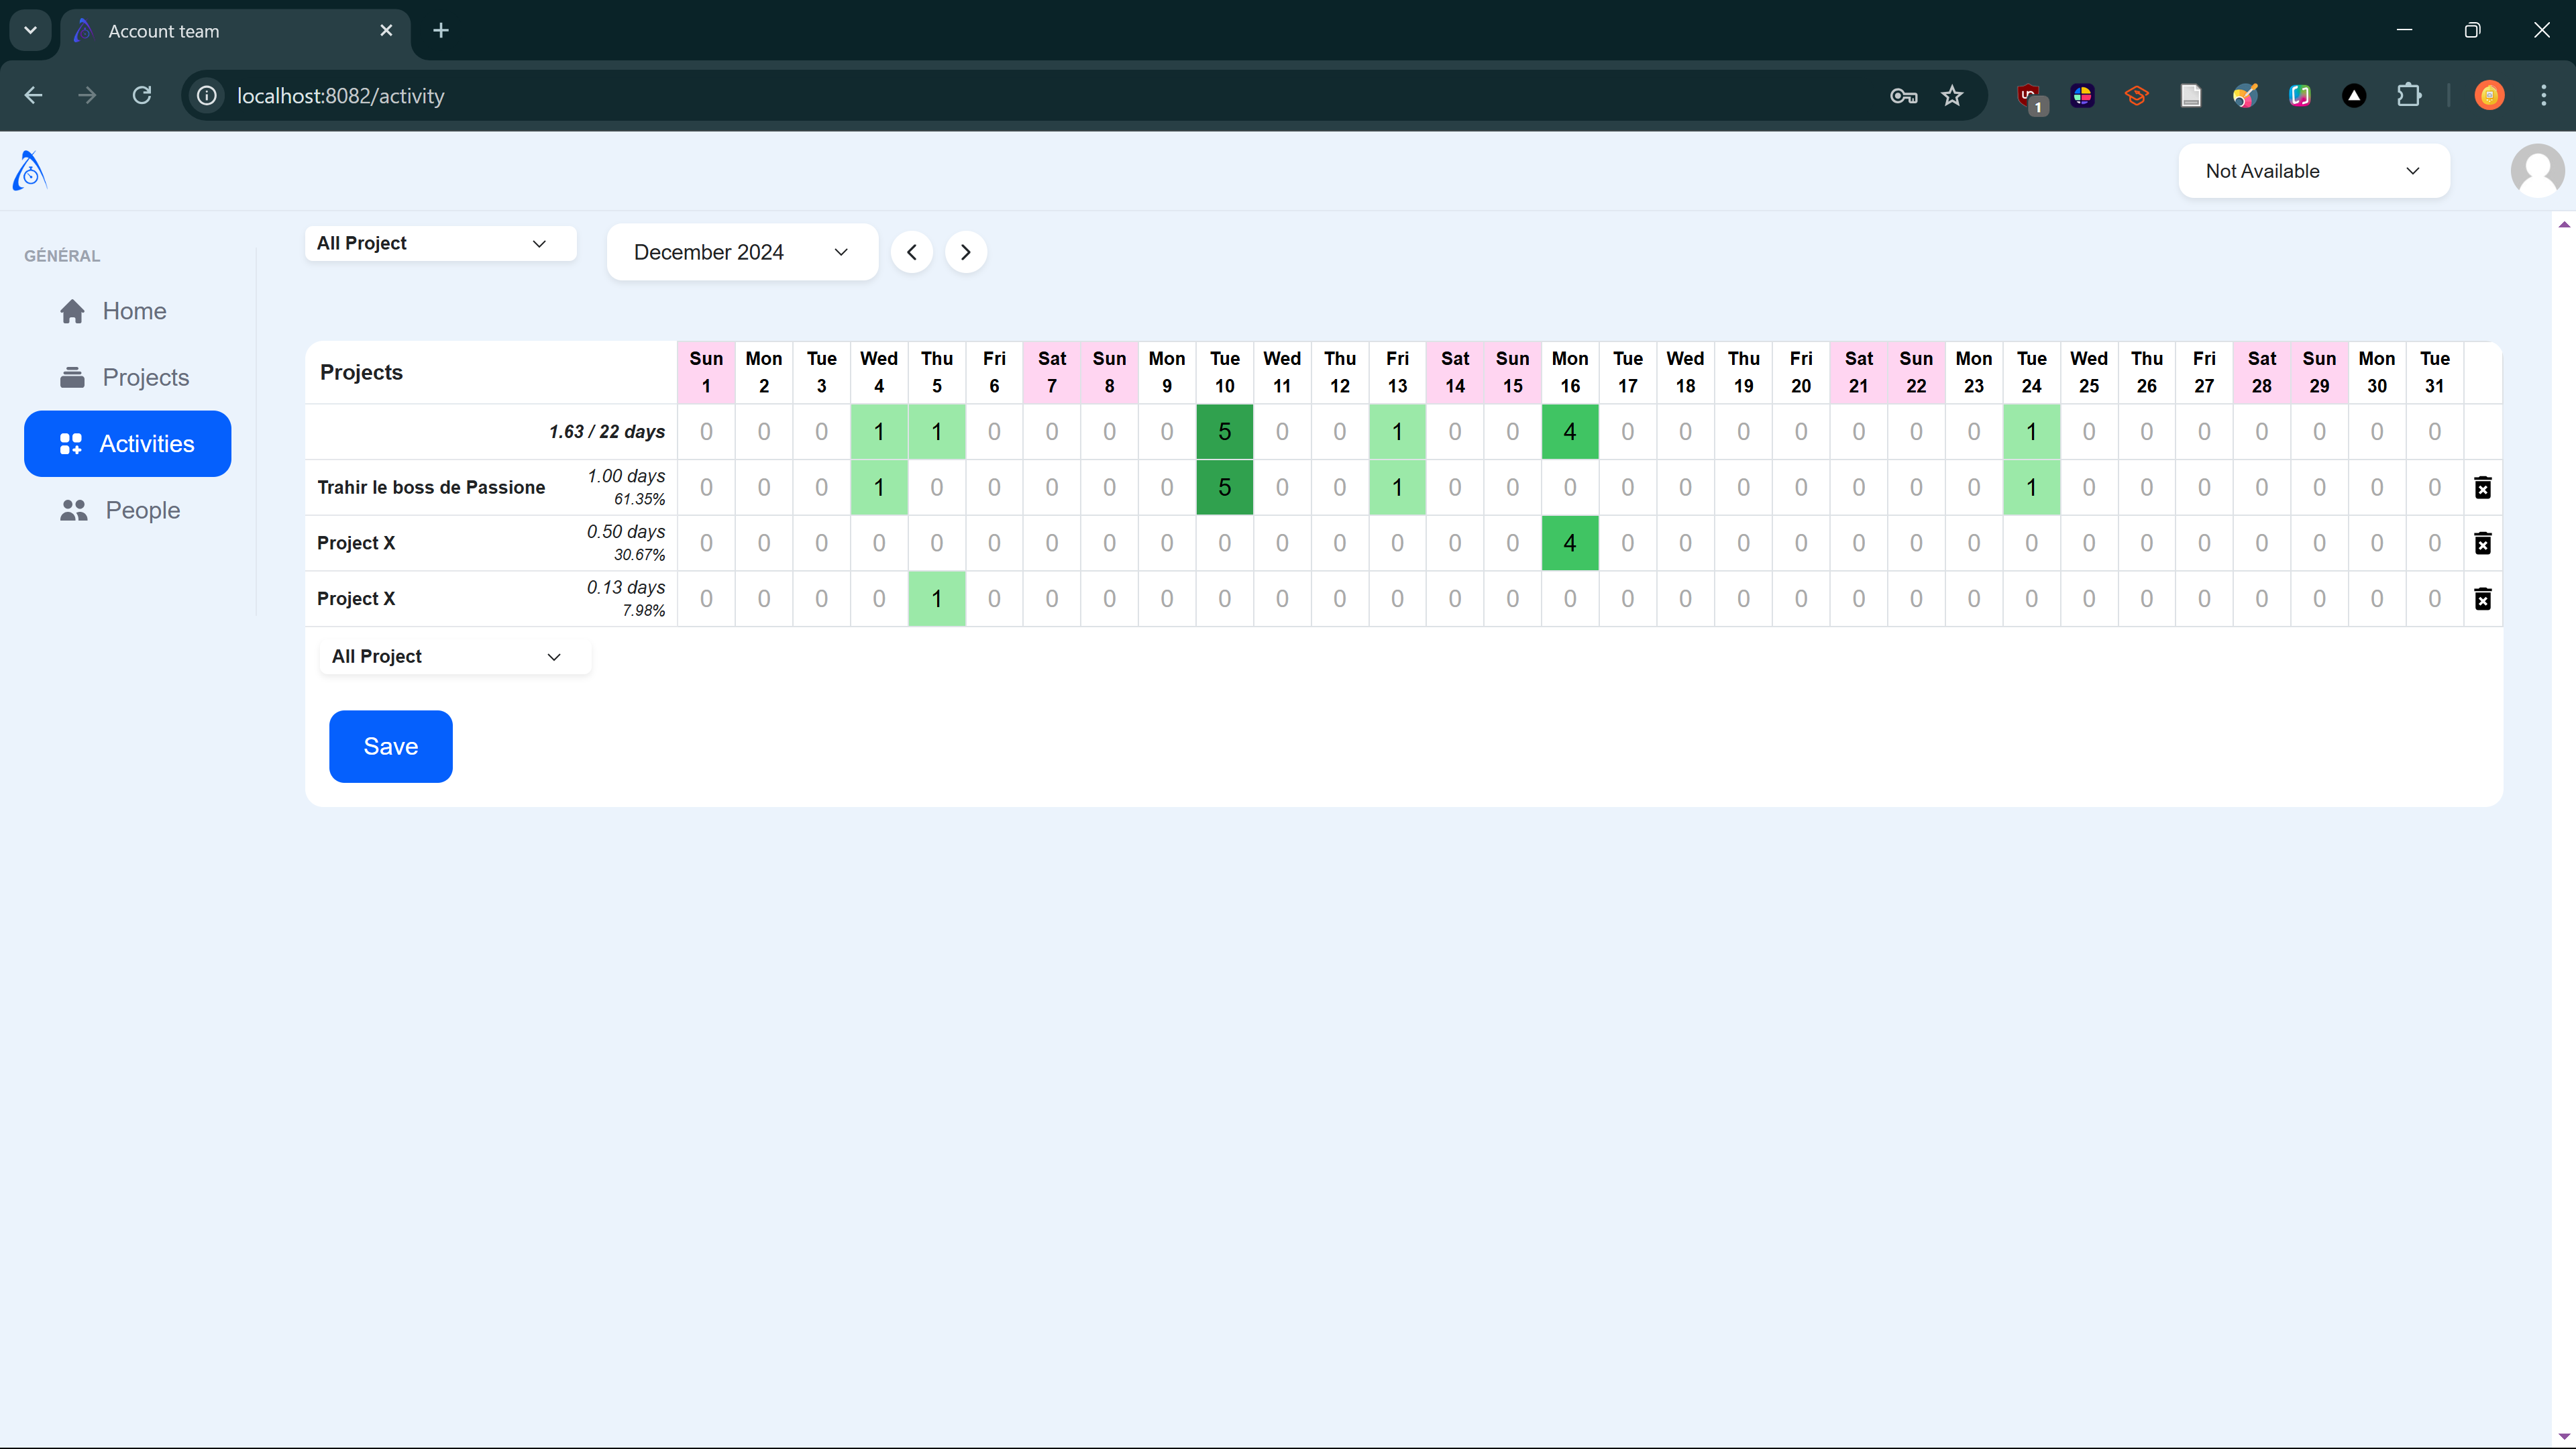 Account team
localhost:8082/activity
1
Not Available
GÉNÉRAL
Home
Projects
Activities
People
All Project
December 2024
Projects Sun 1 Mon 2 Tue 3 Wed 4 Thu 5 Fri 6 Sat 7 Sun 8 Mon 9 Tue 10 Wed 11 Thu 12 Fri 13 Sat 14 Sun 15 Mon 16 Tue 17 Wed 18 Thu 19 Fri 20 Sat 21 Sun 22 Mon 23 Tue 24 Wed 25 Thu 26 Fri 27 Sat 28 Sun 29 Mon 30 Tue 31
1.63 / 22 days 0 0 0 1 1 0 0 0 0 5 0 0 1 0 0 4 0 0 0 0 0 0 0 1 0 0 0 0 0 0 0
Trahir le boss de Passione 1.00 days 61.35% 0 0 0 1 0 0 0 0 0 5 0 0 1 0 0 0 0 0 0 0 0 0 0 1 0 0 0 0 0 0 0
Project X 0.50 days 30.67% 0 0 0 0 0 0 0 0 0 0 0 0 0 0 0 4 0 0 0 0 0 0 0 0 0 0 0 0 0 0 0
Project X 0.13 days 7.98% 0 0 0 0 1 0 0 0 0 0 0 0 0 0 0 0 0 0 0 0 0 0 0 0 0 0 0 0 0 0 0
All Project
Save